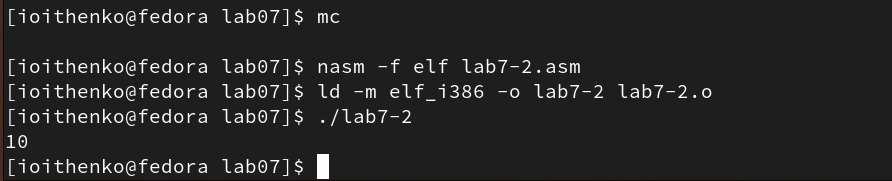 [ioithenko@fedora lab07]$ mc
[ioithenko@fedora lab07]$ nasm -f elf lab7-2.asm
[ioithenko@fedora lab07]$ ld -m elf_i386 -o lab7-2 lab7-2.o
[ioithenko@fedora lab07]$ ./lab7-2
10
[ioithenko@fedora lab07]$